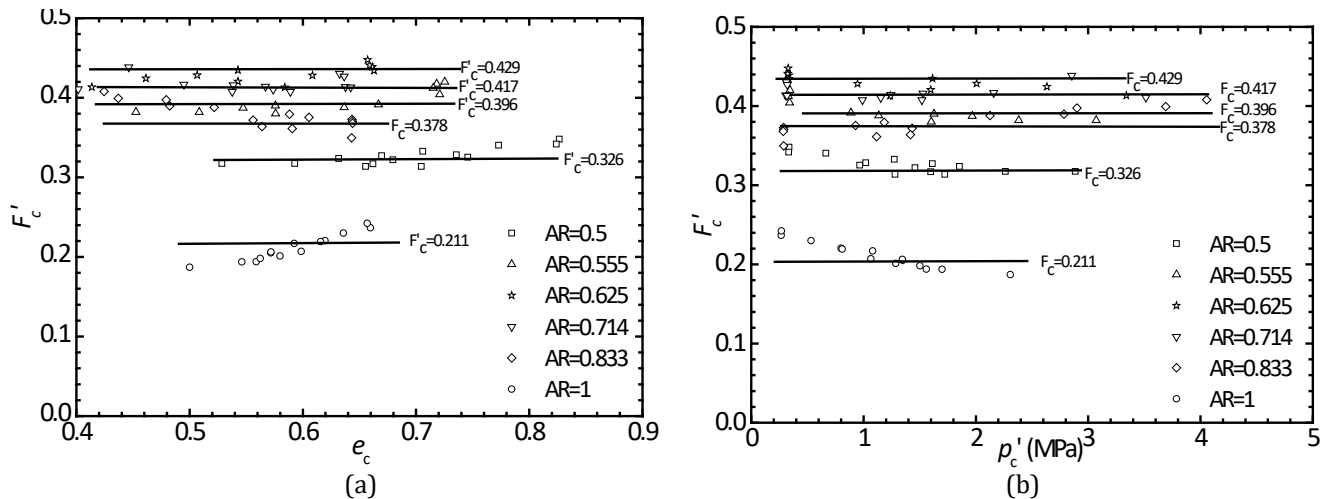 0.5
F'c=0.429
F'c=0.417
0.4
F'c=0.396
F'c=0.378
F'c=0.326
0.3
Fc'
F'c=0.211
0.2
AR=0.5
AR=0.555
AR=0.625
0.1
AR=0.714
AR=0.833
AR=1
0.0
0.4 0.5 0.6 0.7 0.8 0.9
ec
(a)
0.5
Fc=0.429
Fc=0.417
0.4
Fc=0.396
Fc=0.378
Fc=0.326
0.3
Fc'
0.2
Fc=0.211
AR=0.5
AR=0.555
AR=0.625
0.1
AR=0.714
AR=0.833
AR=1
0.0
0 1 2 3 4 5
pc' (MPa)
(b)